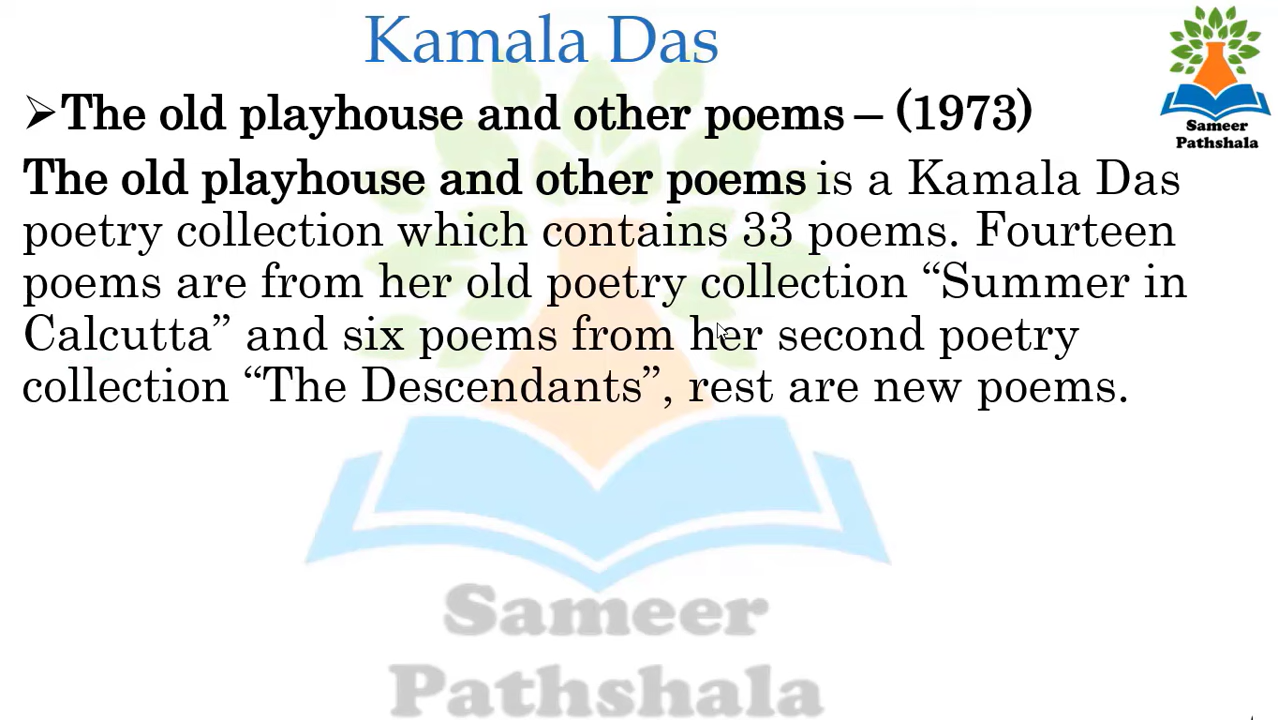 Kamala Das
Sameer
Pathshala
➢The old playhouse and other poems – (1973)
The old playhouse and other poems is a Kamala Das
poetry collection which contains 33 poems. Fourteen
poems are from her old poetry collection “Summer in
Calcutta” and six poems from her second poetry
collection “The Descendants”, rest are new poems.
Sameer
Pathshala